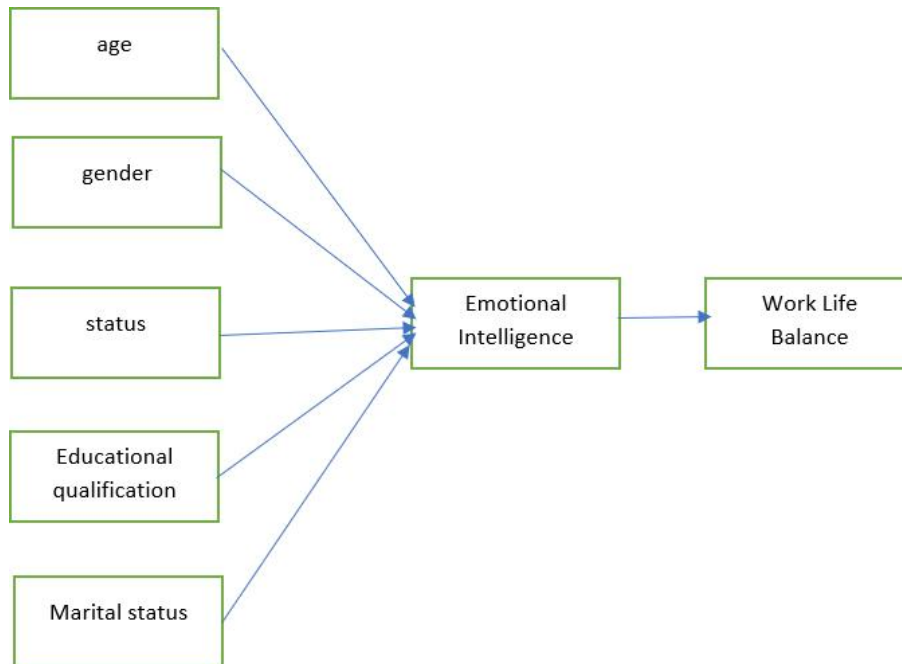 age
gender
status
Educational
qualification
Marital status
Emotional
Intelligence
Work Life
Balance